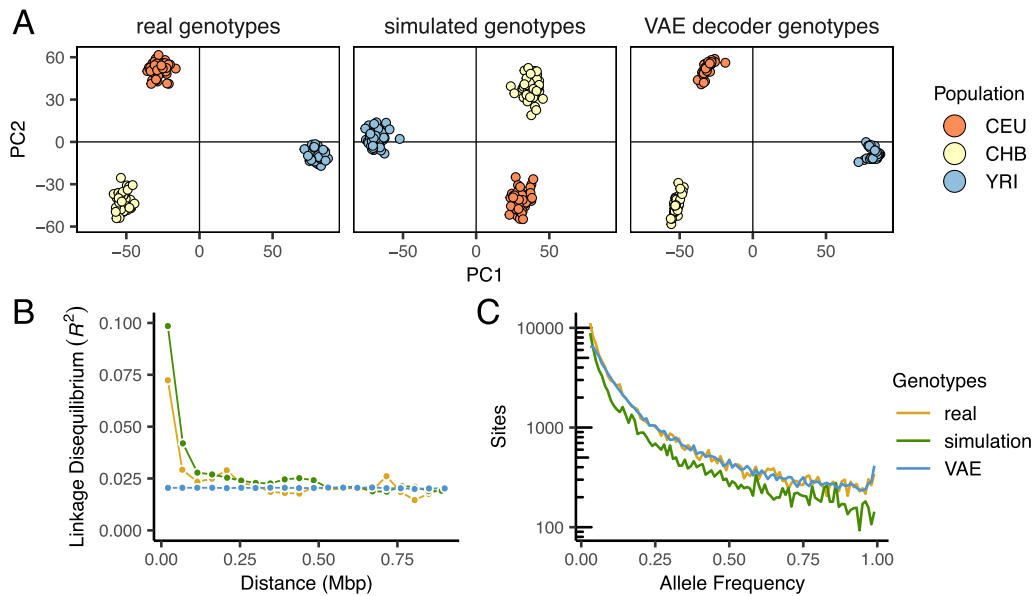 A
real genotypes
simulated genotypes
VAE decoder genotypes
PC2
60
30
0
−30
−60
−50
0
50
−50
0
50
−50
0
50
PC1
Population
CEU
CHB
YRI
B
Linkage Disequilibrium (R²)
0.100
0.075
0.050
0.025
0.000
0.00
0.25
0.50
0.75
Distance (Mbp)
C
Sites
10000
1000
100
0.00
0.25
0.50
0.75
1.00
Allele Frequency
Genotypes
real
simulation
VAE